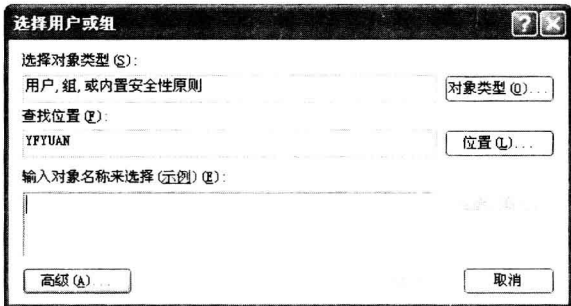 选择用户或组
选择对象类型(S):
用户,组,或内置安全性原则
对象类型(O)...
查找位置(F):
YFYUAN
位置(L)...
输入对象名称来选择(示例)(E):
高级(A)...
取消